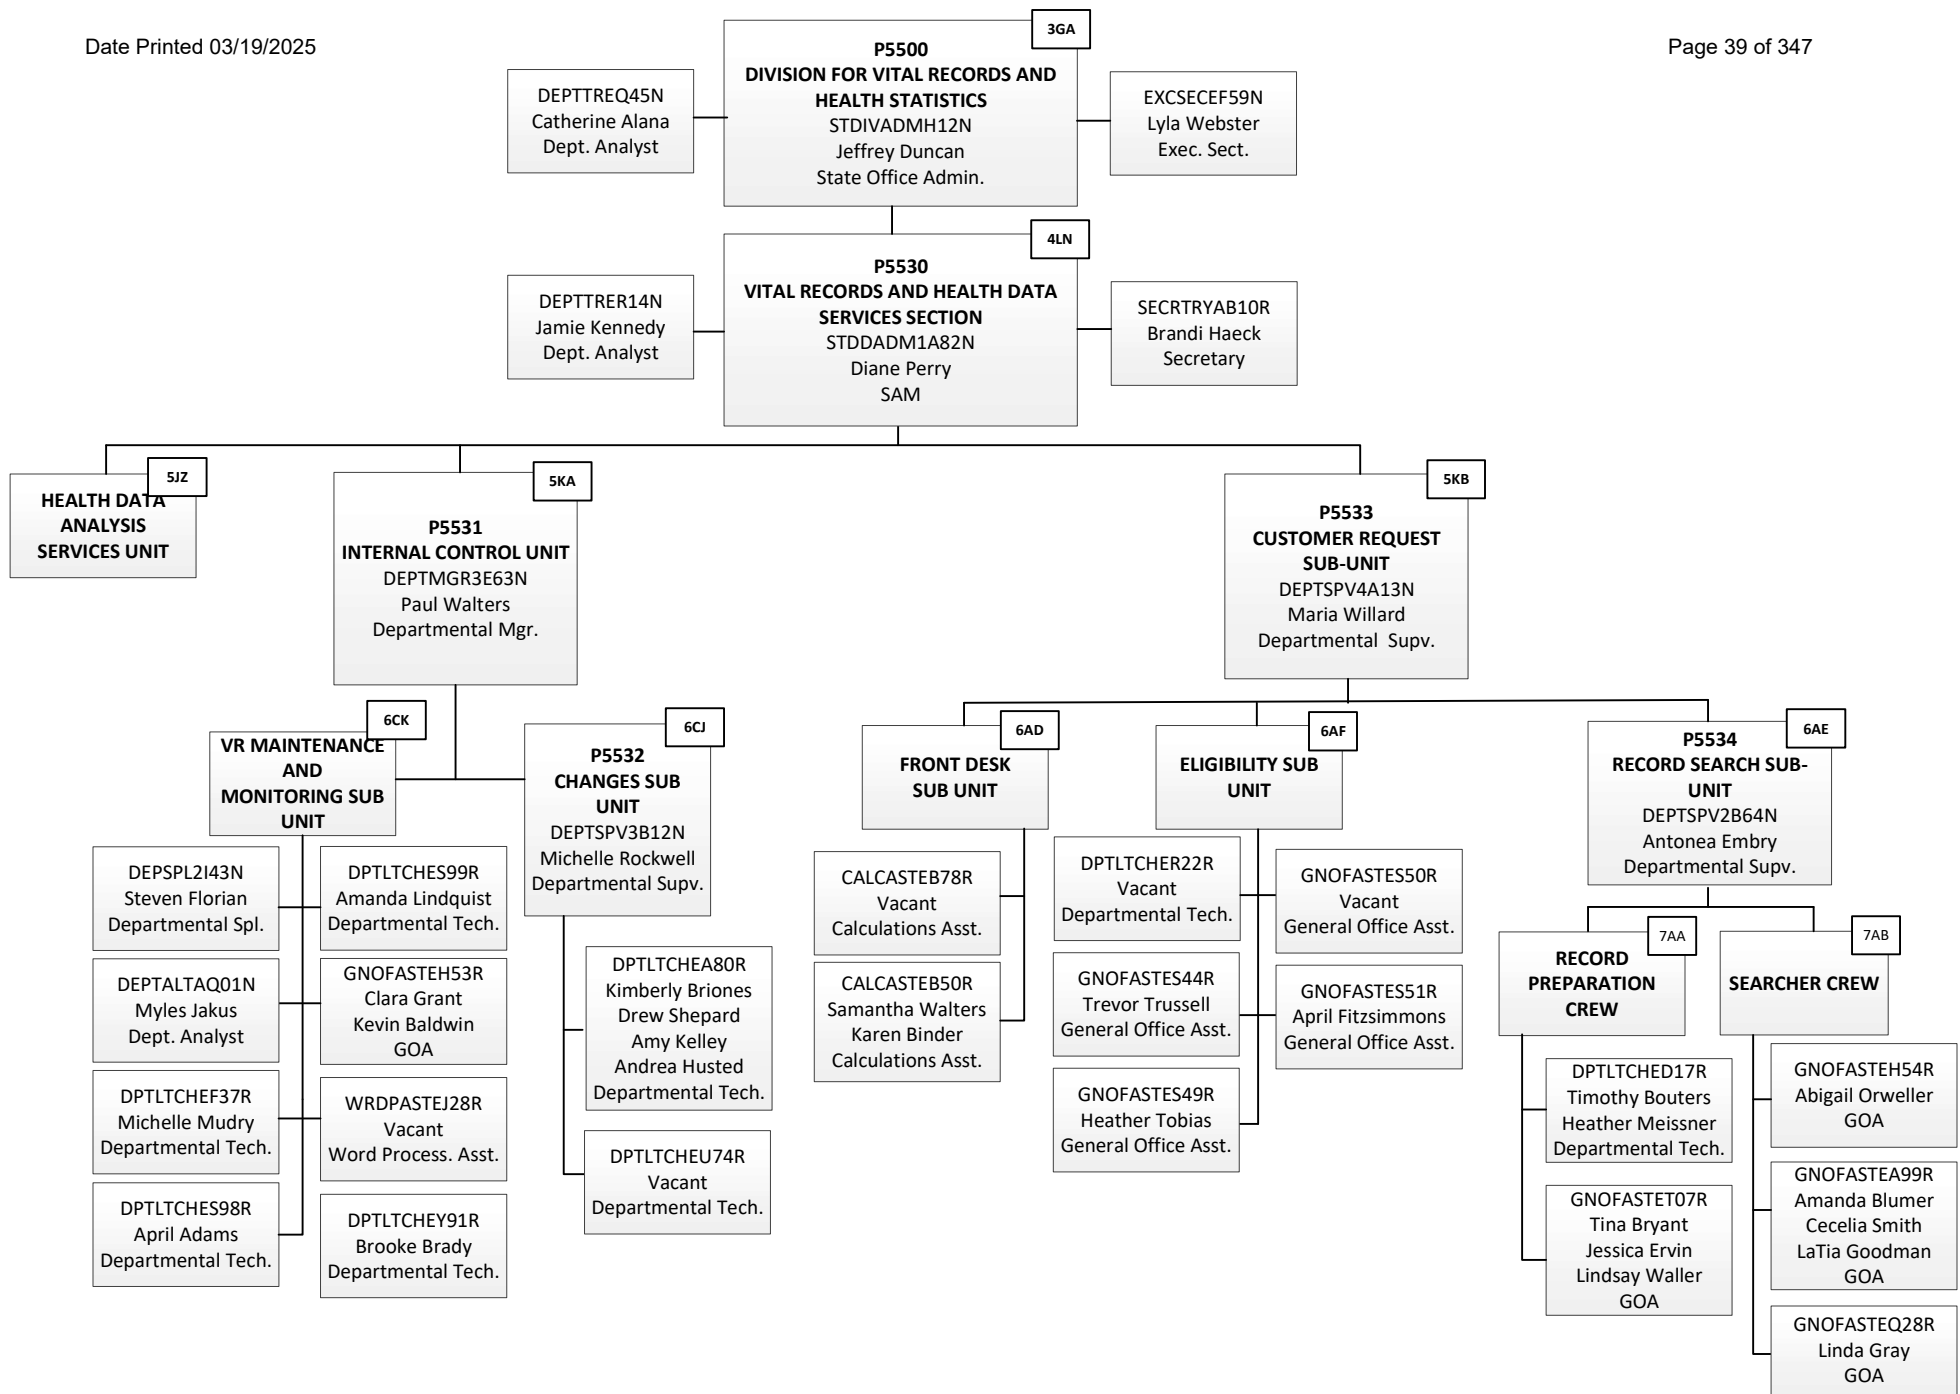 Date Printed 03/19/2025
Page 39 of 347
3GA
P5500
DIVISION FOR VITAL RECORDS AND
HEALTH STATISTICS
STDIVADMH12N
Jeffrey Duncan
State Office Admin.
DEPTTREQ45N
Catherine Alana
Dept. Analyst
EXCSECEF59N
Lyla Webster
Exec. Sect.
4LN
P5530
VITAL RECORDS AND HEALTH DATA
SERVICES SECTION
STDDADM1A82N
Diane Perry
SAM
DEPTTRER14N
Jamie Kennedy
Dept. Analyst
SECRTRYAB10R
Brandi Haeck
Secretary
5JZ
HEALTH DATA
ANALYSIS
SERVICES UNIT
5KA
P5531
INTERNAL CONTROL UNIT
DEPTMGR3E63N
Paul Walters
Departmental Mgr.
5KB
P5533
CUSTOMER REQUEST
SUB-UNIT
DEPTSPV4A13N
Maria Willard
Departmental  Supv.
6CK
VR MAINTENANCE
AND
MONITORING SUB
UNIT
6CJ
P5532
CHANGES SUB
UNIT
DEPTSPV3B12N
Michelle Rockwell
Departmental Supv.
6AD
FRONT DESK
SUB UNIT
6AF
ELIGIBILITY SUB
UNIT
6AE
P5534
RECORD SEARCH SUB-
UNIT
DEPTSPV2B64N
Antonea Embry
Departmental Supv.
DEPSPL2I43N
Steven Florian
Departmental Spl.
DPTLTCHES99R
Amanda Lindquist
Departmental Tech.
DEPTALTAQ01N
Myles Jakus
Dept. Analyst
GNOFASTEH53R
Clara Grant
Kevin Baldwin
GOA
DPTLTCHEF37R
Michelle Mudry
Departmental Tech.
WRDPASTEJ28R
Vacant
Word Process. Asst.
DPTLTCHES98R
April Adams
Departmental Tech.
DPTLTCHEY91R
Brooke Brady
Departmental Tech.
DPTLTCHEA80R
Kimberly Briones
Drew Shepard
Amy Kelley
Andrea Husted
Departmental Tech.
DPTLTCHEU74R
Vacant
Departmental Tech.
CALCASTEB78R
Vacant
Calculations Asst.
CALCASTEB50R
Samantha Walters
Karen Binder
Calculations Asst.
DPTLTCHER22R
Vacant
Departmental Tech.
GNOFASTES50R
Vacant
General Office Asst.
GNOFASTES44R
Trevor Trussell
General Office Asst.
GNOFASTES51R
April Fitzsimmons
General Office Asst.
GNOFASTES49R
Heather Tobias
General Office Asst.
7AA
RECORD
PREPARATION
CREW
7AB
SEARCHER CREW
DPTLTCHED17R
Timothy Bouters
Heather Meissner
Departmental Tech.
GNOFASTET07R
Tina Bryant
Jessica Ervin
Lindsay Waller
GOA
GNOFASTEH54R
Abigail Orweller
GOA
GNOFASTEA99R
Amanda Blumer
Cecelia Smith
LaTia Goodman
GOA
GNOFASTEQ28R
Linda Gray
GOA